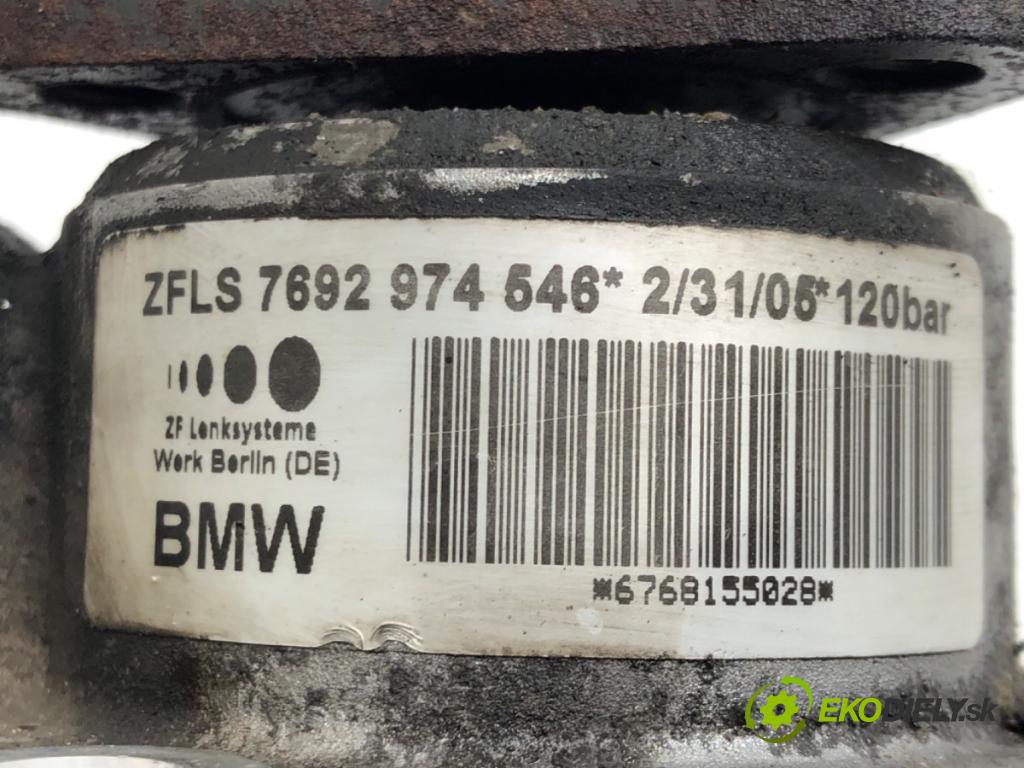 ZFLS 7692 974 546* 2/31/05*120bar
ZF Lenksysteme
Werk Berlin (DE)
BMW
*6768155028*
EKODIELY.sk